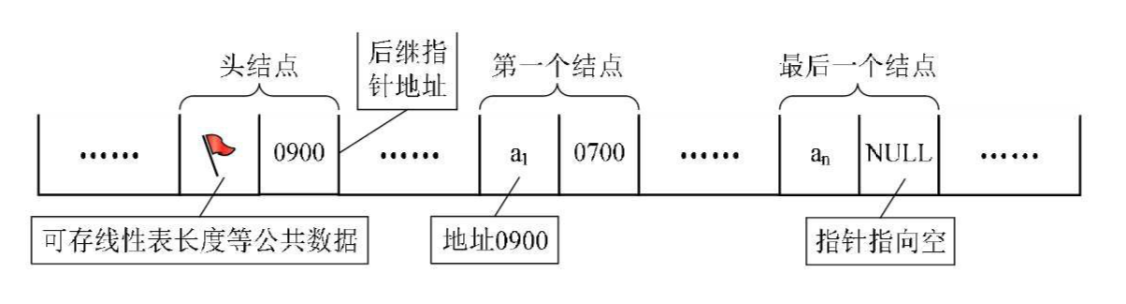 头结点
后继指
针地址
第一个结点
最后一个结点
······ 0900 ······ a₁ 0700 ······ aₙ NULL ······
可存线性表长度等公共数据
地址0900
指针指向空